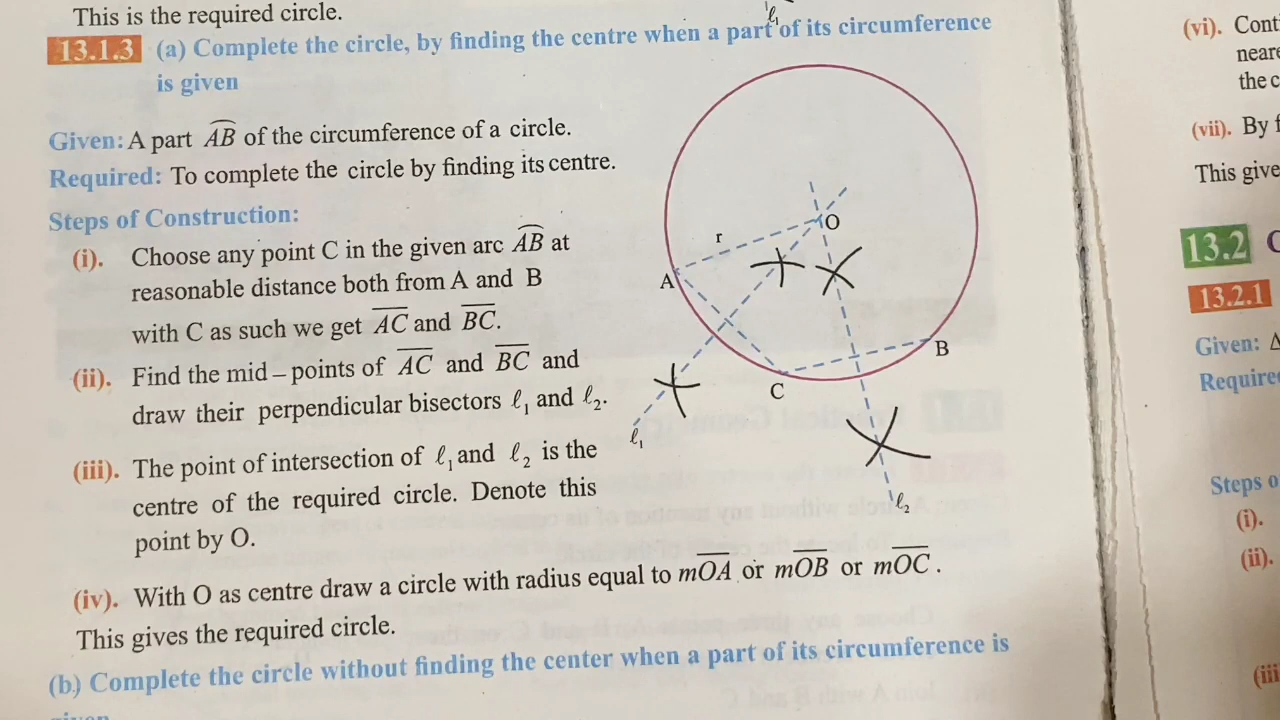 This is the required circle.
ℓ₁
13.1.3 (a) Complete the circle, by finding the centre when a part of its circumference
is given
Given: A part AB of the circumference of a circle.
Required: To complete the circle by finding its centre.
Steps of Construction:
(i). Choose any point C in the given arc AB at
reasonable distance both from A and B
with C as such we get AC and BC.
(ii). Find the mid – points of AC and BC and
draw their perpendicular bisectors ℓ₁ and ℓ₂.
(iii). The point of intersection of ℓ₁ and ℓ₂ is the
centre of the required circle. Denote this
point by O.
(iv). With O as centre draw a circle with radius equal to mOA or mOB or mOC.
This gives the required circle.
(b) Complete the circle without finding the center when a part of its circumference is
given
O
r
A
B
C
ℓ₁
ℓ₂
(vi).
the c
(vii). By
This give
13.2
13.2.1
Given:
Steps o
(i).
(ii).